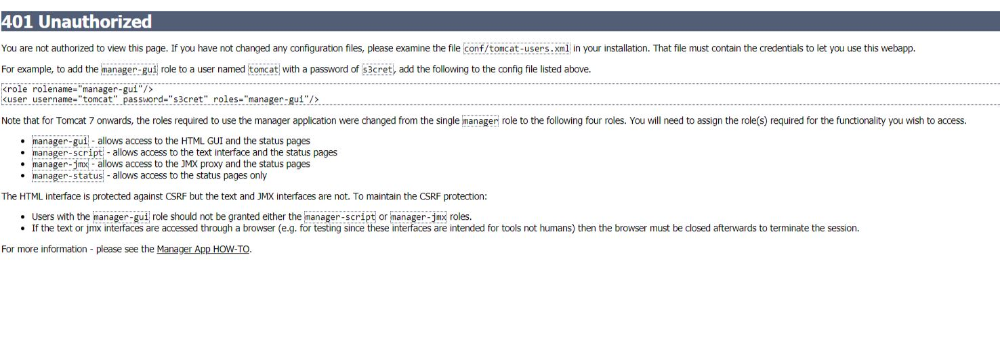 401 Unauthorized
You are not authorized to view this page. If you have not changed any configuration files, please examine the file conf/tomcat-users.xml in your installation. That file must contain the credentials to let you use this webapp.
For example, to add the manager-gui role to a user named tomcat with a password of s3cret, add the following to the config file listed above.
<role rolename="manager-gui"/>
<user username="tomcat" password="s3cret" roles="manager-gui"/>
Note that for Tomcat 7 onwards, the roles required to use the manager application were changed from the single manager role to the following four roles. You will need to assign the role(s) required for the functionality you wish to access.
• manager-gui - allows access to the HTML GUI and the status pages
• manager-script - allows access to the text interface and the status pages
• manager-jmx - allows access to the JMX proxy and the status pages
• manager-status - allows access to the status pages only
The HTML interface is protected against CSRF but the text and JMX interfaces are not. To maintain the CSRF protection:
• Users with the manager-gui role should not be granted either the manager-script or manager-jmx roles.
• If the text or jmx interfaces are accessed through a browser (e.g. for testing since these interfaces are intended for tools not humans) then the browser must be closed afterwards to terminate the session.
For more information - please see the Manager App HOW-TO.